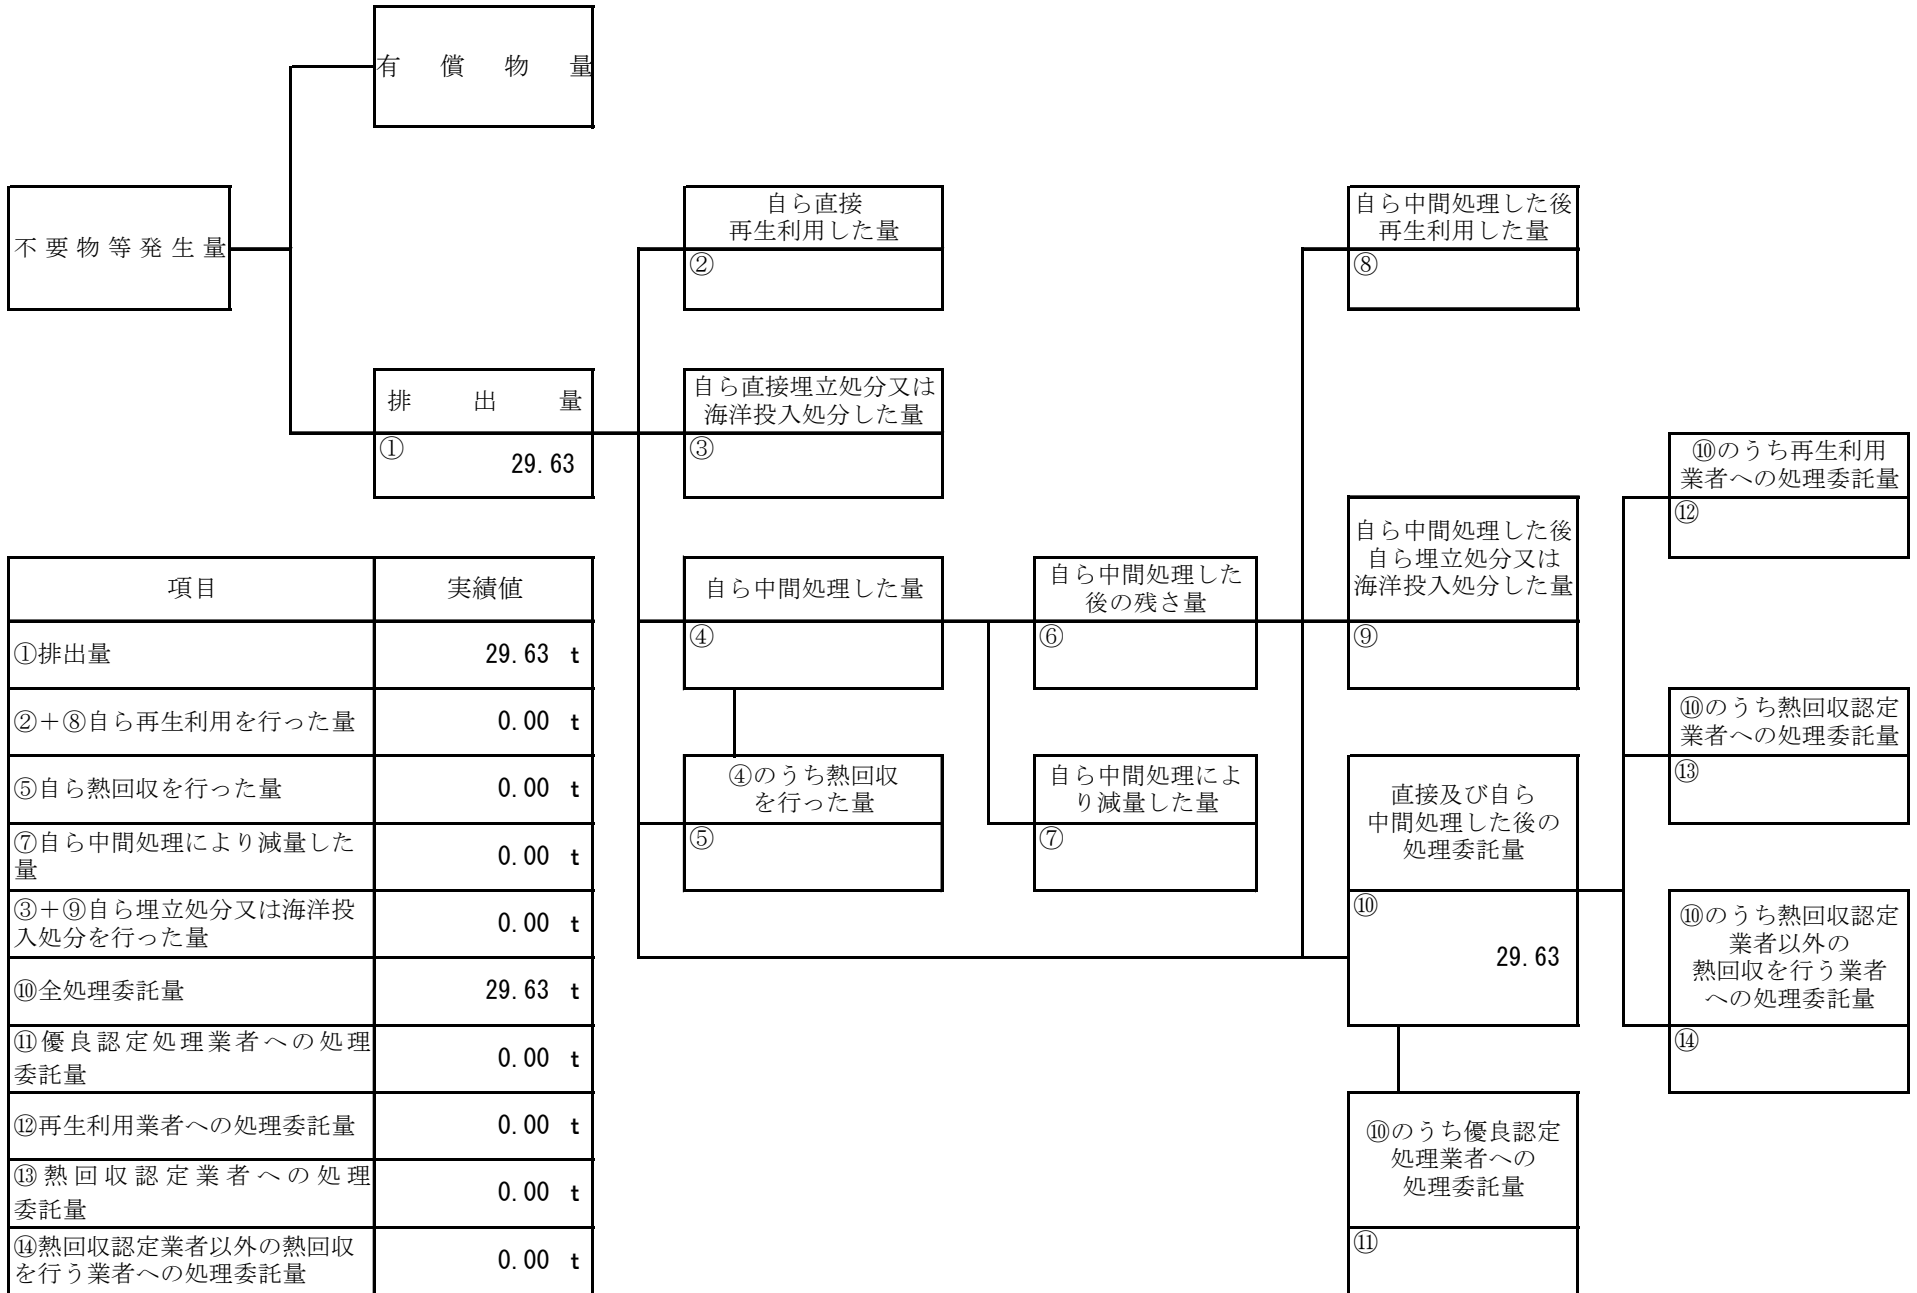 有償物量
不要物等発生量
自ら直接
再生利用した量
②
自ら中間処理した後
再生利用した量
⑧
排出量
①
29.63
自ら直接埋立処分又は
海洋投入処分した量
③
⑩のうち再生利用
業者への処理委託量
⑫
自ら中間処理した量
④
自ら中間処理した
後の残さ量
⑥
自ら中間処理した後
自ら埋立処分又は
海洋投入処分した量
⑨
⑩のうち熱回収認定
業者への処理委託量
⑬
④のうち熱回収
を行った量
⑤
自ら中間処理によ
り減量した量
⑦
直接及び自ら
中間処理した後の
処理委託量
⑩
29.63
⑩のうち熱回収認定
業者以外の
熱回収を行う業者
への処理委託量
⑭
⑩のうち優良認定
処理業者への
処理委託量
⑪
項目 実績値
①排出量 29.63 t
②＋⑧自ら再生利用を行った量 0.00 t
⑤自ら熱回収を行った量 0.00 t
⑦自ら中間処理により減量した
量 0.00 t
③＋⑨自ら埋立処分又は海洋投
入処分を行った量 0.00 t
⑩全処理委託量 29.63 t
⑪優良認定処理業者への処理
委託量 0.00 t
⑫再生利用業者への処理委託量 0.00 t
⑬熱回収認定業者への処理
委託量 0.00 t
⑭熱回収認定業者以外の熱回収
を行う業者への処理委託量 0.00 t